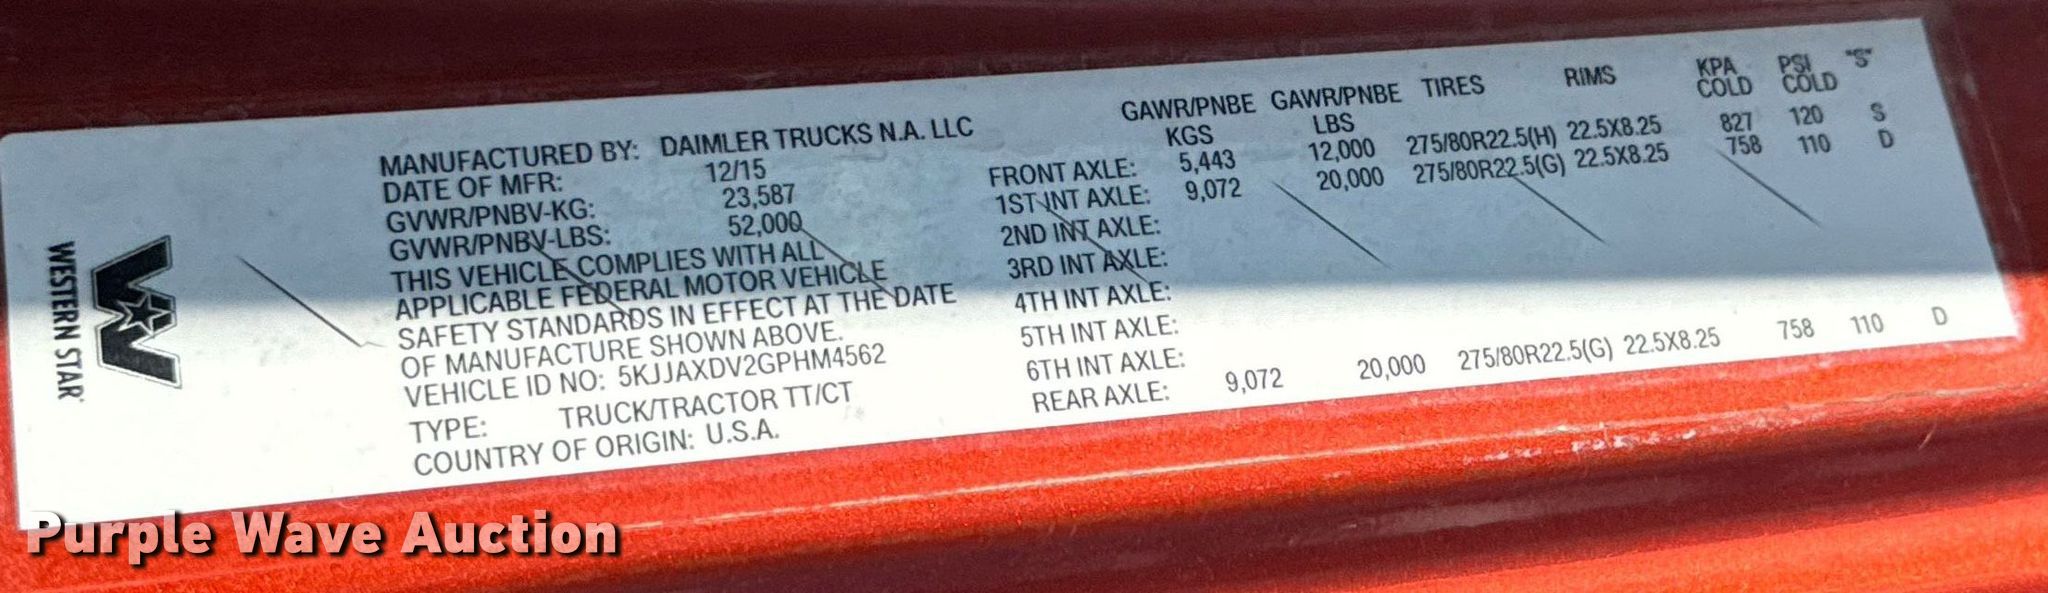 WESTERN STAR
MANUFACTURED BY: DAIMLER TRUCKS N.A. LLC
DATE OF MFR: 12/15
GVWR/PNBV-KG: 23,587
GVWR/PNBV-LBS: 52,000
THIS VEHICLE COMPLIES WITH ALL
APPLICABLE FEDERAL MOTOR VEHICLE
SAFETY STANDARDS IN EFFECT AT THE DATE
OF MANUFACTURE SHOWN ABOVE.
VEHICLE ID NO: 5KJJAXDV2GPHM4562
TYPE: TRUCK/TRACTOR TT/CT
COUNTRY OF ORIGIN: U.S.A.
GAWR/PNBE GAWR/PNBE TIRES RIMS KPA PSI "S"
KGS LBS COLD COLD
FRONT AXLE: 5,443 12,000 275/80R22.5(H) 22.5X8.25 827 120 S
1ST INT AXLE: 9,072 20,000 275/80R22.5(G) 22.5X8.25 758 110 D
2ND INT AXLE:
3RD INT AXLE:
4TH INT AXLE:
5TH INT AXLE:
6TH INT AXLE:
REAR AXLE: 9,072 20,000 275/80R22.5(G) 22.5X8.25 758 110 D
Purple Wave Auction